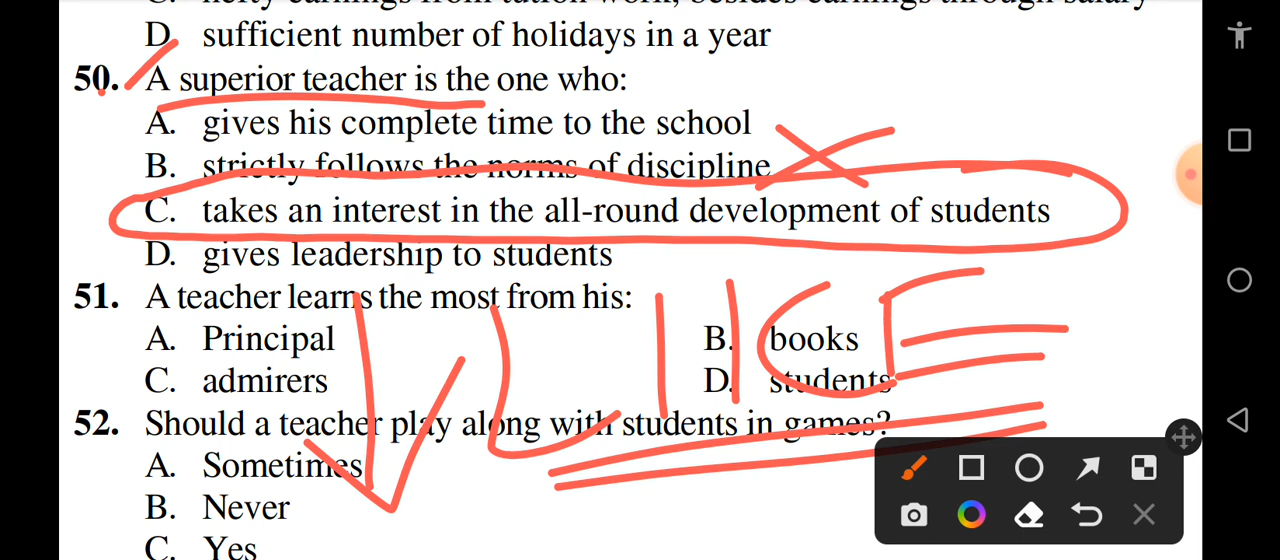 D. sufficient number of holidays in a year
50. A superior teacher is the one who:
A. gives his complete time to the school
B. strictly follows the norms of discipline
C. takes an interest in the all-round development of students
D. gives leadership to students
51. A teacher learns the most from his:
A. Principal B. books
C. admirers D. students
52. Should a teacher play along with students in games?
A. Sometimes
B. Never
C. Yes